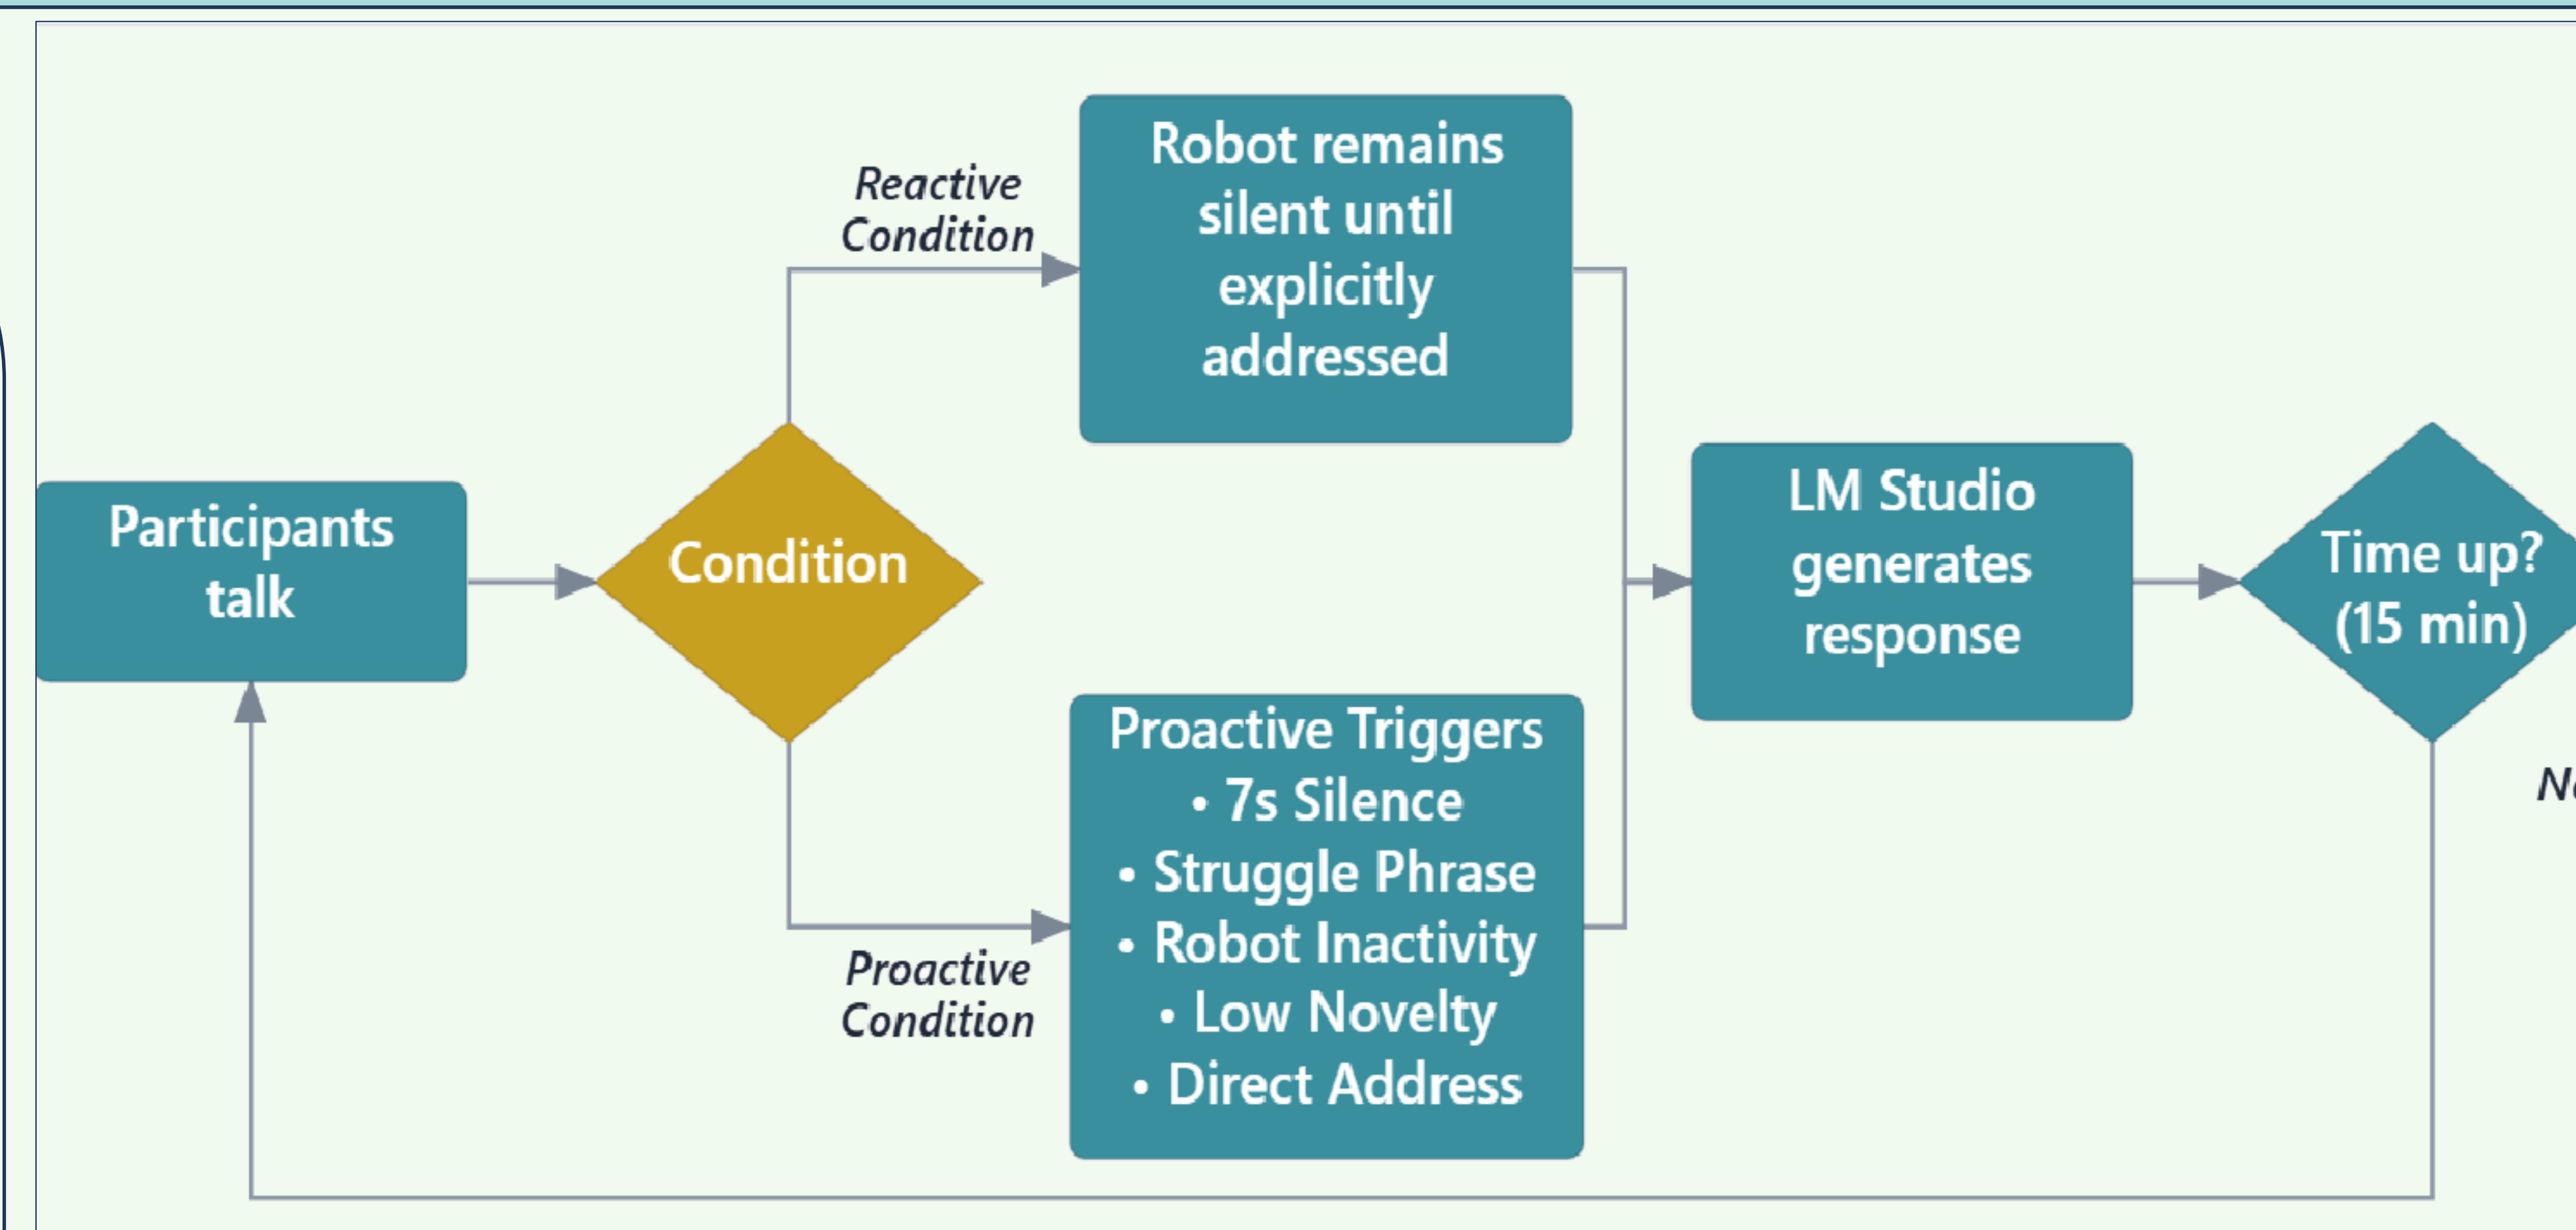 Participants
talk
Condition
Reactive
Condition
Robot remains
silent until
explicitly
addressed
Proactive
Condition
Proactive Triggers
• 7s Silence
• Struggle Phrase
• Robot Inactivity
• Low Novelty
• Direct Address
LM Studio
generates
response
Time up?
(15 min)